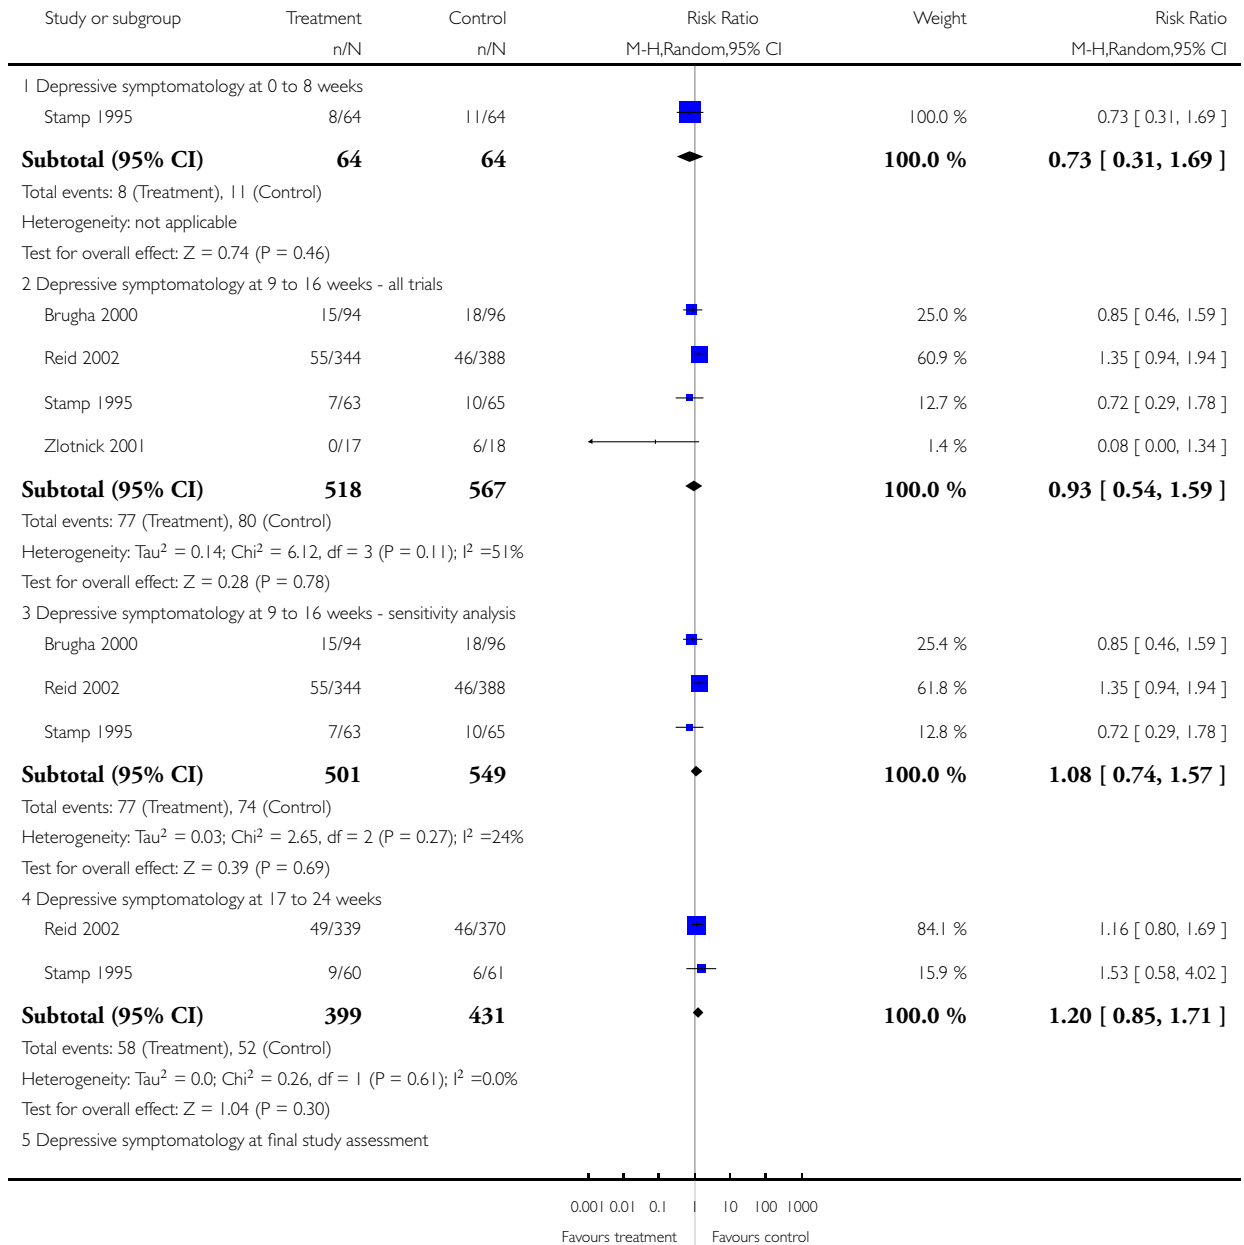 Study or subgroup Treatment Control Risk Ratio Weight Risk Ratio
n/N n/N M-H,Random,95% CI M-H,Random,95% CI
1 Depressive symptomatology at 0 to 8 weeks
Stamp 1995 8/64 11/64 100.0 % 0.73 [ 0.31, 1.69 ]
Subtotal (95% CI) 64 64 100.0 % 0.73 [ 0.31, 1.69 ]
Total events: 8 (Treatment), 11 (Control)
Heterogeneity: not applicable
Test for overall effect: Z = 0.74 (P = 0.46)
2 Depressive symptomatology at 9 to 16 weeks - all trials
Brugha 2000 15/94 18/96 25.0 % 0.85 [ 0.46, 1.59 ]
Reid 2002 55/344 46/388 60.9 % 1.35 [ 0.94, 1.94 ]
Stamp 1995 7/63 10/65 12.7 % 0.72 [ 0.29, 1.78 ]
Zlotnick 2001 0/17 6/18 1.4 % 0.08 [ 0.00, 1.34 ]
Subtotal (95% CI) 518 567 100.0 % 0.93 [ 0.54, 1.59 ]
Total events: 77 (Treatment), 80 (Control)
Heterogeneity: Tau² = 0.14; Chi² = 6.12, df = 3 (P = 0.11); I² =51%
Test for overall effect: Z = 0.28 (P = 0.78)
3 Depressive symptomatology at 9 to 16 weeks - sensitivity analysis
Brugha 2000 15/94 18/96 25.4 % 0.85 [ 0.46, 1.59 ]
Reid 2002 55/344 46/388 61.8 % 1.35 [ 0.94, 1.94 ]
Stamp 1995 7/63 10/65 12.8 % 0.72 [ 0.29, 1.78 ]
Subtotal (95% CI) 501 549 100.0 % 1.08 [ 0.74, 1.57 ]
Total events: 77 (Treatment), 74 (Control)
Heterogeneity: Tau² = 0.03; Chi² = 2.65, df = 2 (P = 0.27); I² =24%
Test for overall effect: Z = 0.39 (P = 0.69)
4 Depressive symptomatology at 17 to 24 weeks
Reid 2002 49/339 46/370 84.1 % 1.16 [ 0.80, 1.69 ]
Stamp 1995 9/60 6/61 15.9 % 1.53 [ 0.58, 4.02 ]
Subtotal (95% CI) 399 431 100.0 % 1.20 [ 0.85, 1.71 ]
Total events: 58 (Treatment), 52 (Control)
Heterogeneity: Tau² = 0.0; Chi² = 0.26, df = 1 (P = 0.61); I² =0.0%
Test for overall effect: Z = 1.04 (P = 0.30)
5 Depressive symptomatology at final study assessment
0.001 0.01 0.1 1 10 100 1000
Favours treatment Favours control